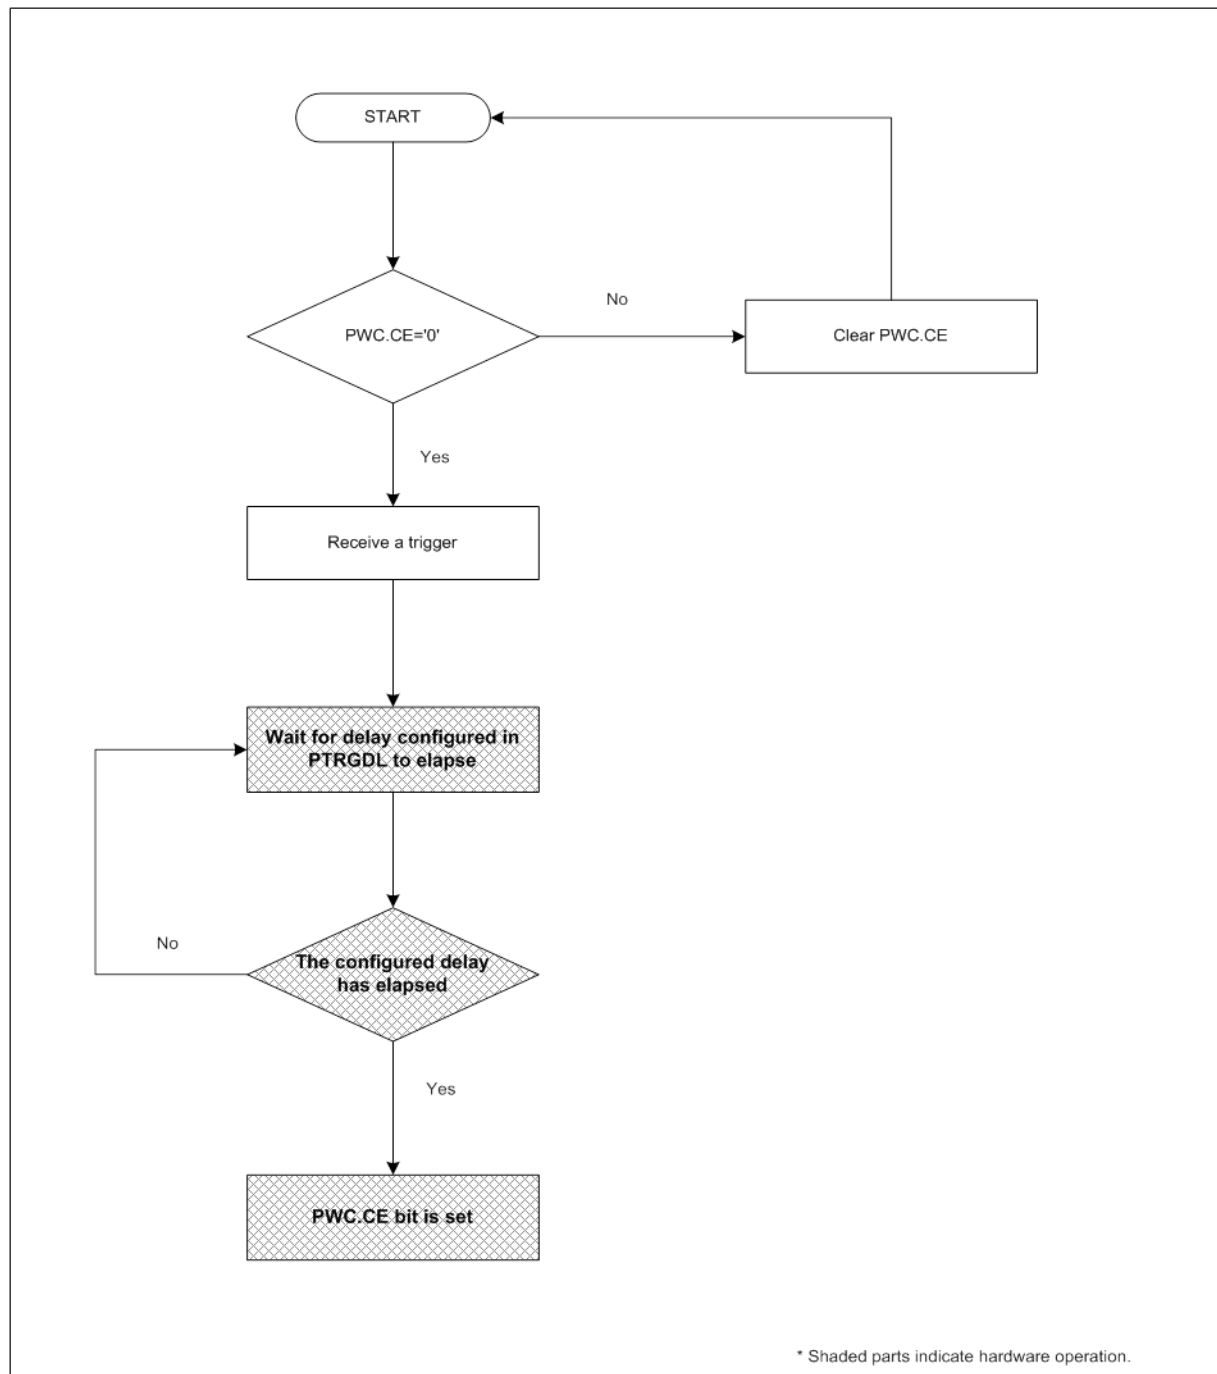 START
PWC.CE='0'
No
Clear PWC.CE
Yes
Receive a trigger
Wait for delay configured in
PTRGDL to elapse
No
The configured delay
has elapsed
Yes
PWC.CE bit is set
* Shaded parts indicate hardware operation.